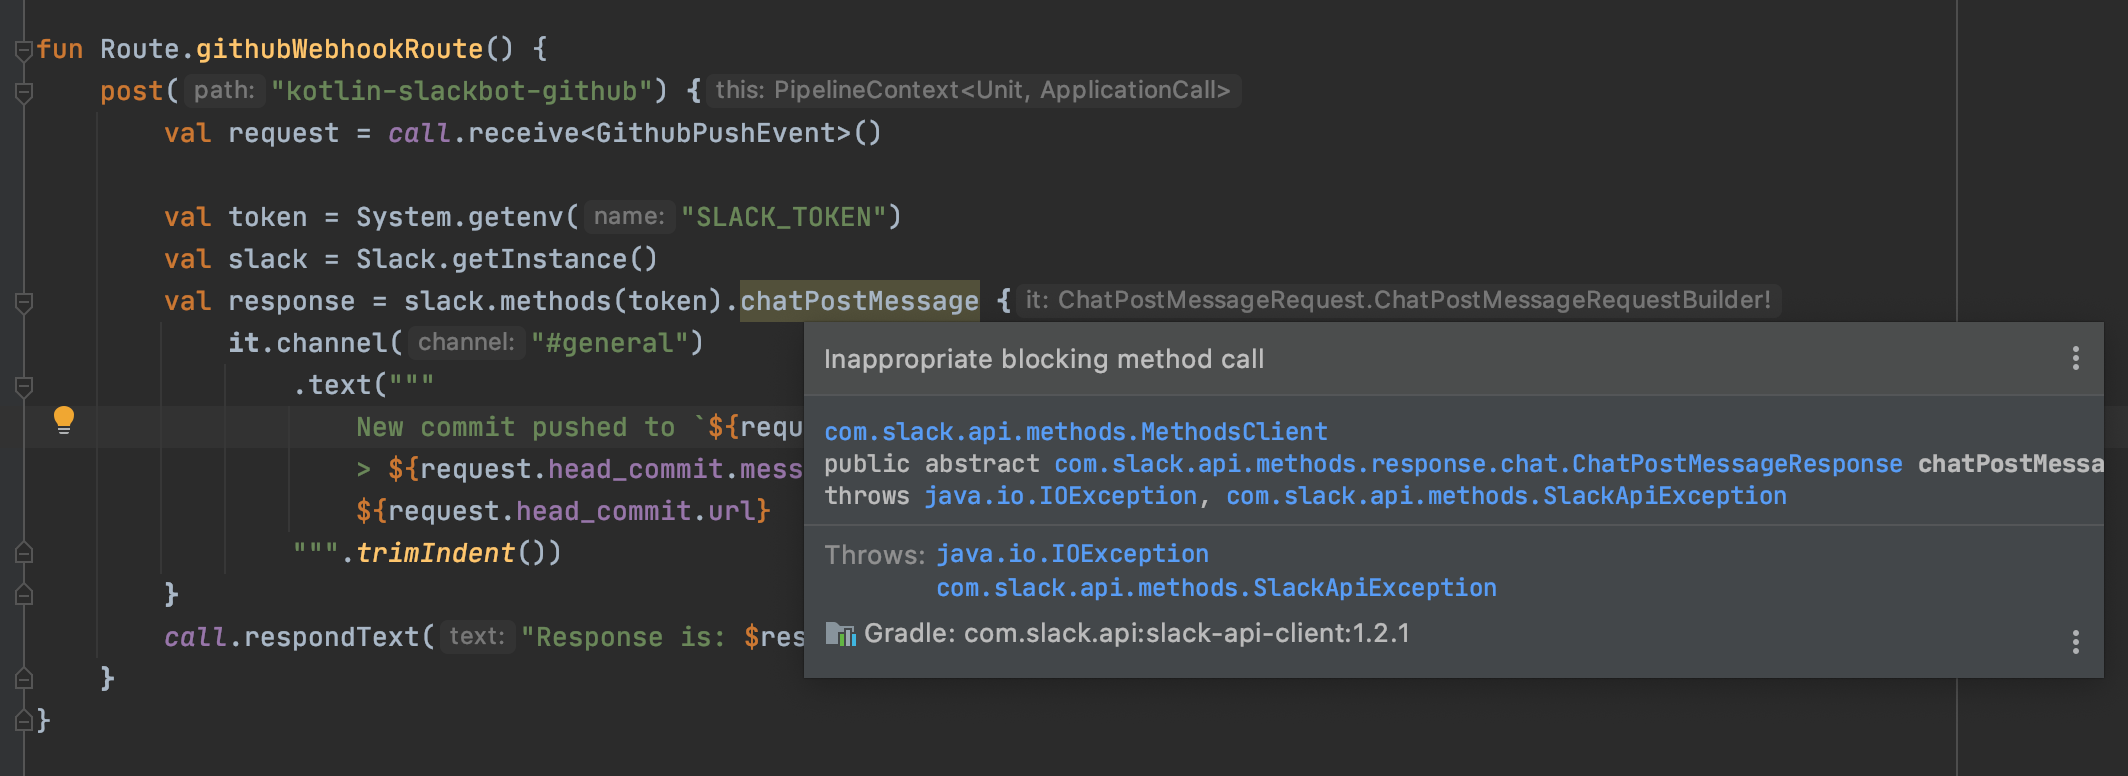 fun Route.githubWebhookRoute() {
post( path: "kotlin-slackbot-github") { this: PipelineContext<Unit, ApplicationCall>
val request = call.receive<GithubPushEvent>()
val token = System.getenv( name: "SLACK_TOKEN")
val slack = Slack.getInstance()
val response = slack.methods(token).chatPostMessage { it: ChatPostMessageRequest.ChatPostMessageRequestBuilder!
it.channel( channel: "#general")
.text("""
New commit pushed to `${requ
> ${request.head_commit.mess
${request.head_commit.url}
""".trimIndent())
}
call.respondText( text: "Response is: $res
}
}
Inappropriate blocking method call
com.slack.api.methods.MethodsClient
public abstract com.slack.api.methods.response.chat.ChatPostMessageResponse chatPostMessa
throws java.io.IOException, com.slack.api.methods.SlackApiException
Throws: java.io.IOException
com.slack.api.methods.SlackApiException
Gradle: com.slack.api:slack-api-client:1.2.1